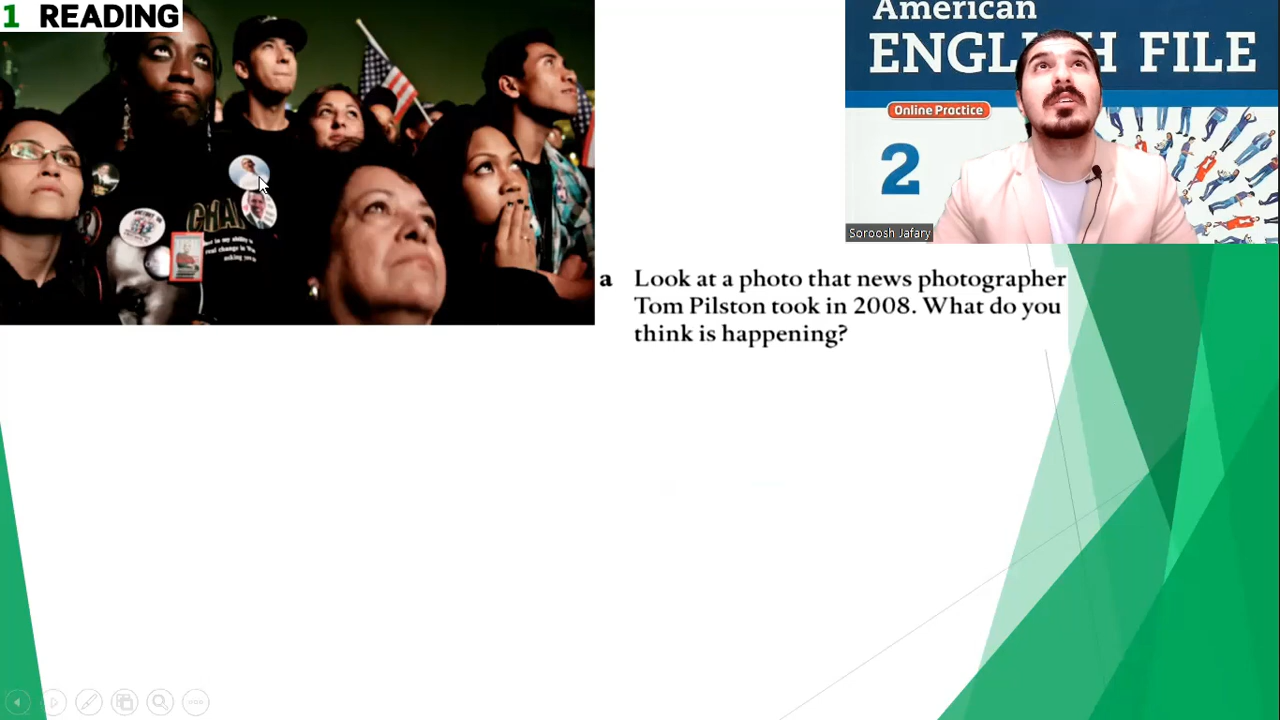 1 READING
American
ENGLISH FILE
Online Practice
2
Soroosh Jafary
a Look at a photo that news photographer
Tom Pilston took in 2008. What do you
think is happening?